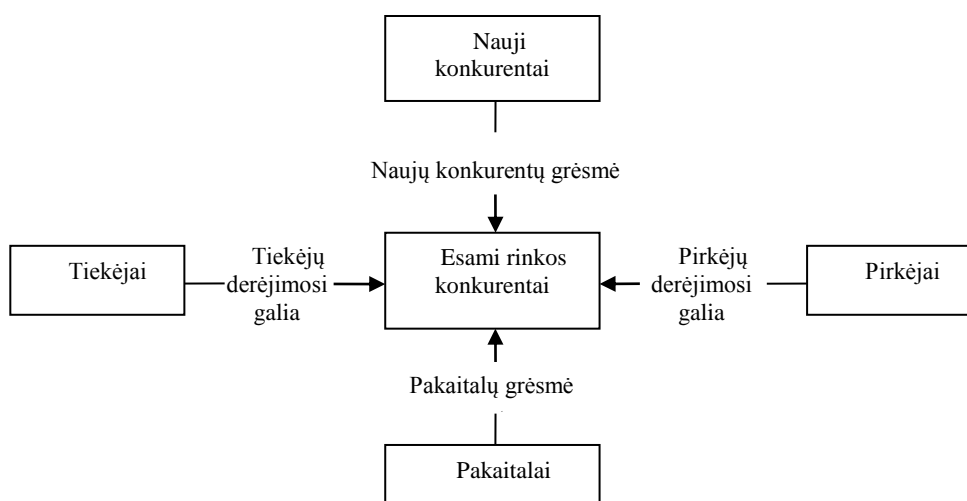 Nauji
konkurentai
Naujų konkurentų grėsmė
Tiekėjai
Tiekėjų
derėjimosi
galia
Esami rinkos
konkurentai
Pirkėjų
derėjimosi
galia
Pirkėjai
Pakaitalų grėsmė
Pakaitalai